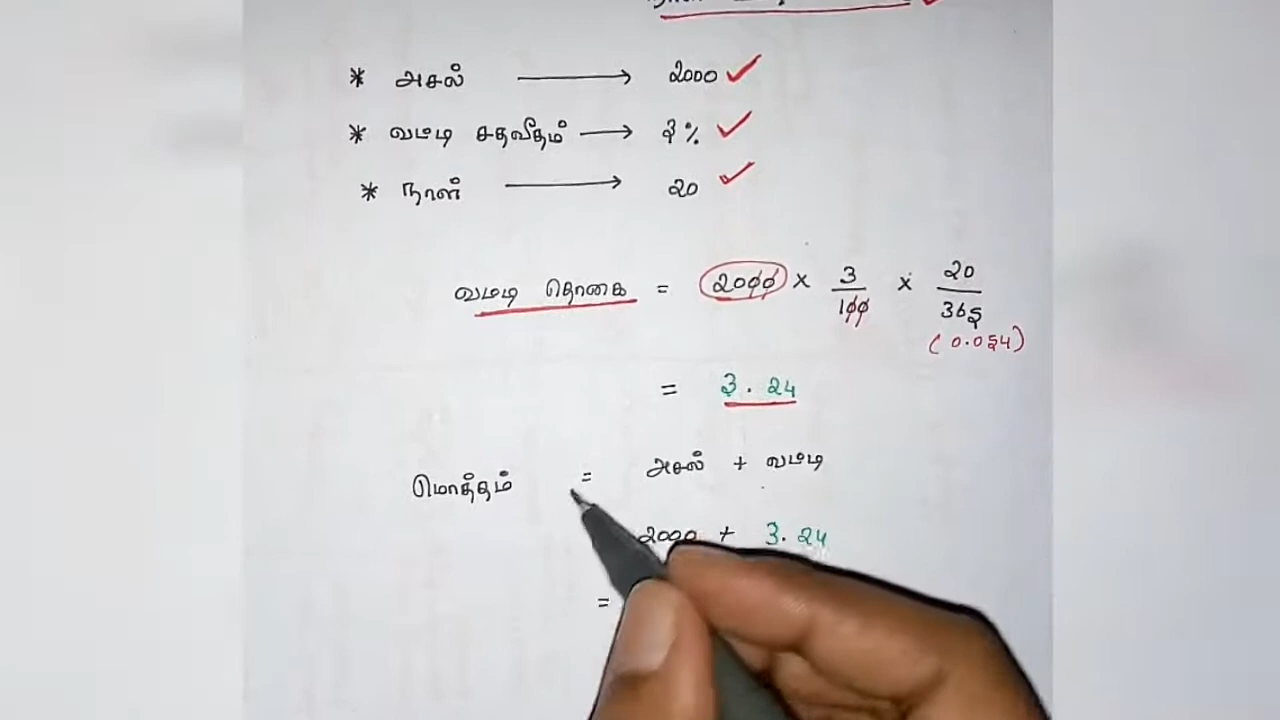 * அசல் → 2000 ✓
* வட்டி சதவீதம் → 3% ✓
* நாள் → 20 ✓
வட்டி தொகை = 2000 × 3/100 × 20/365
(0.054)
= 3.24
மொத்தம் = அசல் + வட்டி
2000 + 3.24
=